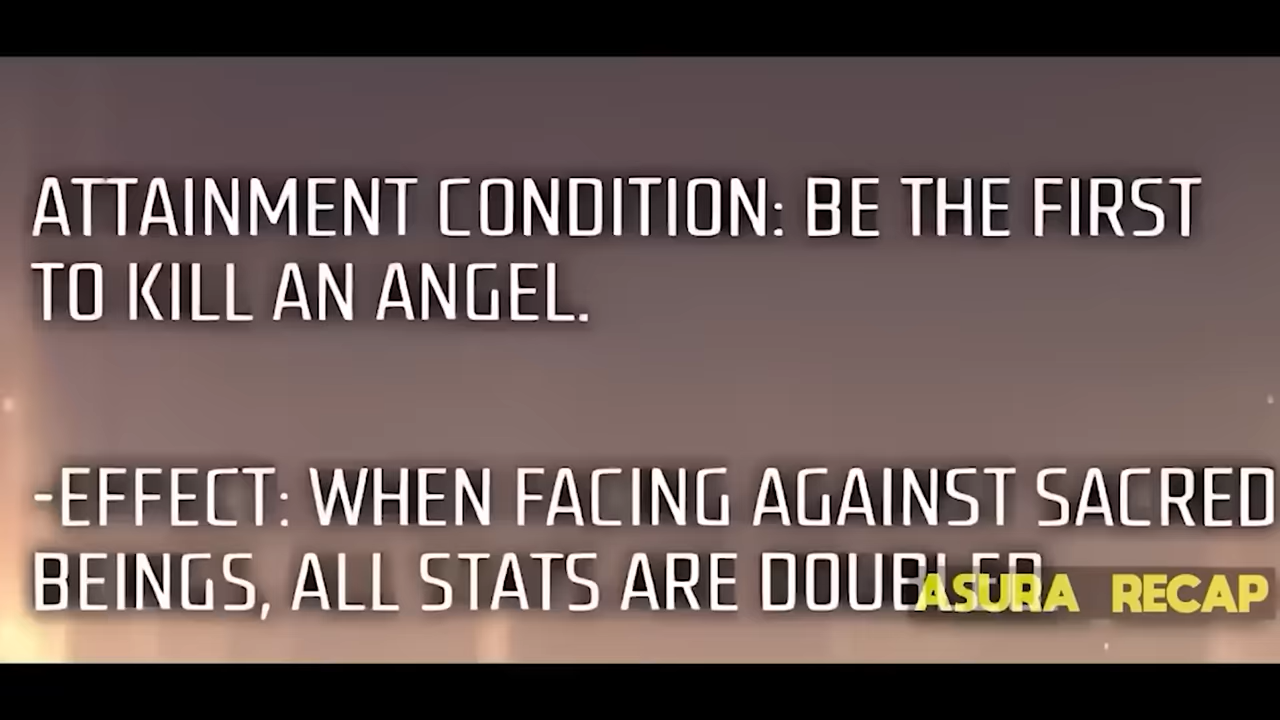 ATTAINMENT CONDITION: BE THE FIRST
TO KILL AN ANGEL.
-EFFECT: WHEN FACING AGAINST SACRED
BEINGS, ALL STATS ARE DOUBLED
ASURA RECAP